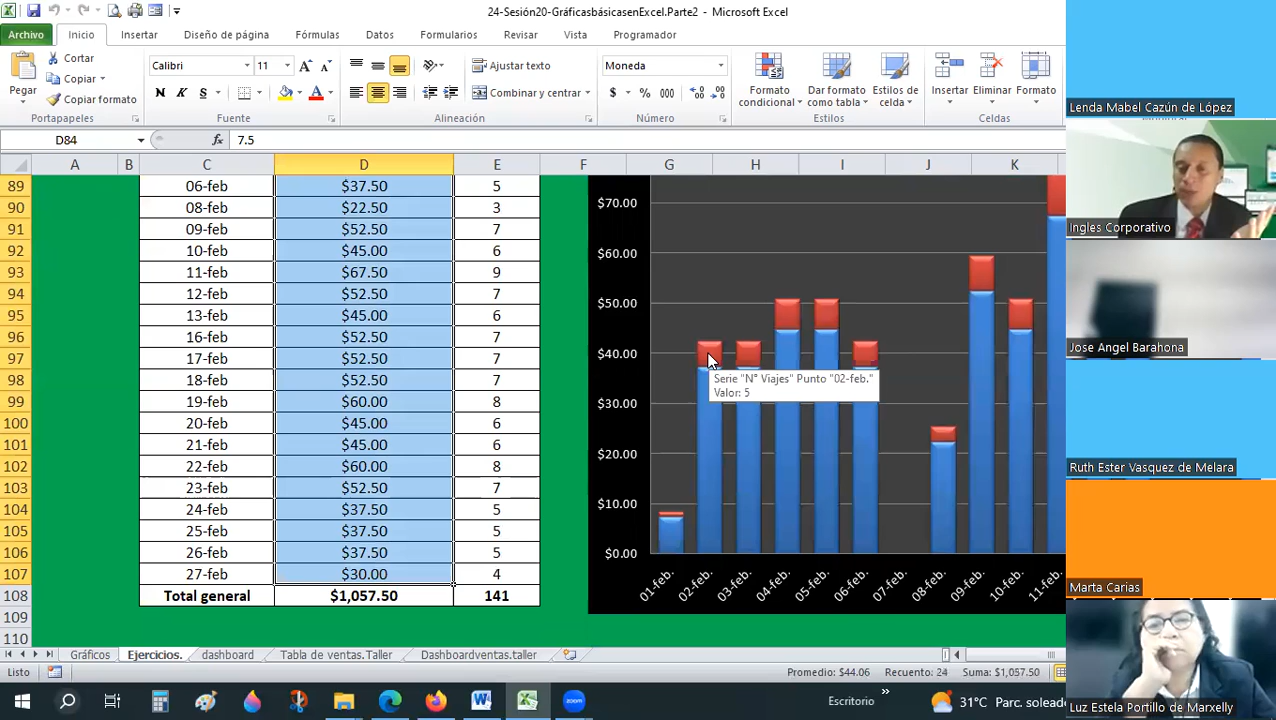 24-Sesión20-GráficasbásicasenExcel.Parte2 - Microsoft Excel
Archivo Inicio Insertar Diseño de página Fórmulas Datos Formularios Revisar Vista Programador
Pegar Cortar Copiar Copiar formato
Calibri 11
N K S
Ajustar texto
Combinar y centrar
Moneda
$ % 000
Formato condicional
Dar formato como tabla
Estilos de celda
Insertar Eliminar Formato
Portapapeles Fuente Alineación Número Estilos Celdas
D84 fx 7.5
A B C D E F G H I J K
89 06-feb $37.50 5
90 08-feb $22.50 3
91 09-feb $52.50 7
92 10-feb $45.00 6
93 11-feb $67.50 9
94 12-feb $52.50 7
95 13-feb $45.00 6
96 16-feb $52.50 7
97 17-feb $52.50 7
98 18-feb $52.50 7
99 19-feb $60.00 8
100 20-feb $45.00 6
101 21-feb $45.00 6
102 22-feb $60.00 8
103 23-feb $52.50 7
104 24-feb $37.50 5
105 25-feb $37.50 5
106 26-feb $37.50 5
107 27-feb $30.00 4
108 Total general $1,057.50 141
109
110
$70.00
$60.00
$50.00
$40.00
$30.00
$20.00
$10.00
$0.00
01-feb. 02-feb. 03-feb. 04-feb. 05-feb. 06-feb. 07-feb. 08-feb. 09-feb. 10-feb. 11-feb.
Serie "N° Viajes" Punto "02-feb."
Valor: 5
Gráficos Ejercicios. dashboard Tabla de ventas.Taller Dashboardventas.taller
Listo Promedio: $44.06 Recuento: 24 Suma: $1,057.50
Escritorio » 31°C Parc. soleado
Lenda Mabel Cazún de López
Ingles Corporativo
Jose Angel Barahona
Ruth Ester Vasquez de Melara
Marta Carias
Luz Estela Portillo de Marxelly